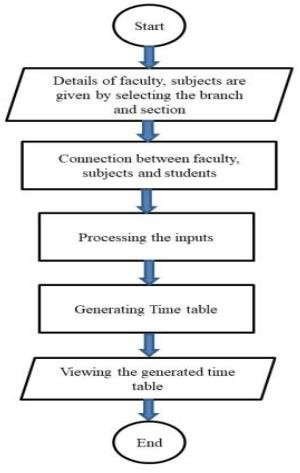 Start
Details of faculty, subjects are
given by selecting the branch
and section
Connection between faculty,
subjects and students
Processing the inputs
Generating Time table
Viewing the generated time
table
End